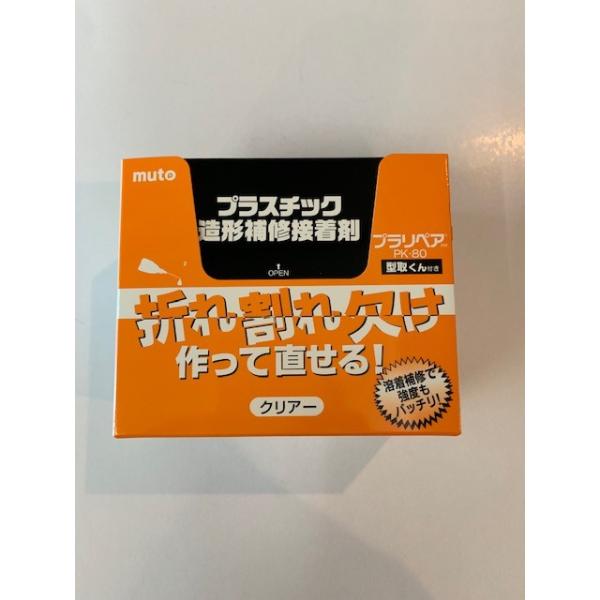 muto
プラスチック
造形補修接着剤
↑
OPEN
プラリペア
PK-80
型取くん付き
折れ割れ欠け
作って直せる!
クリアー
溶着補修で
強度も
バッチリ!